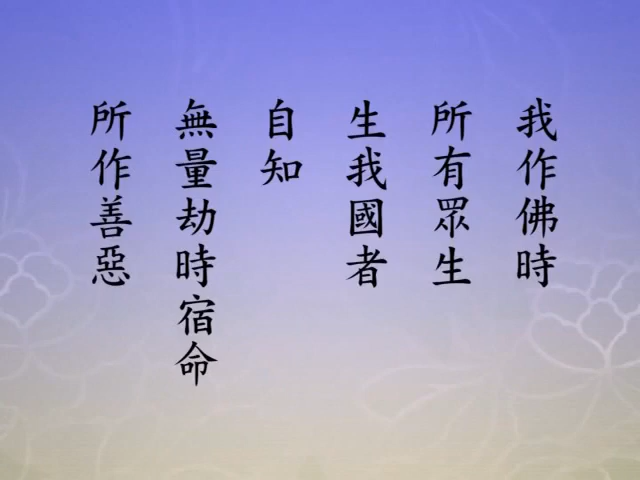 我作佛時
所有眾生
生我國者
自知
無量劫時宿命
所作善惡